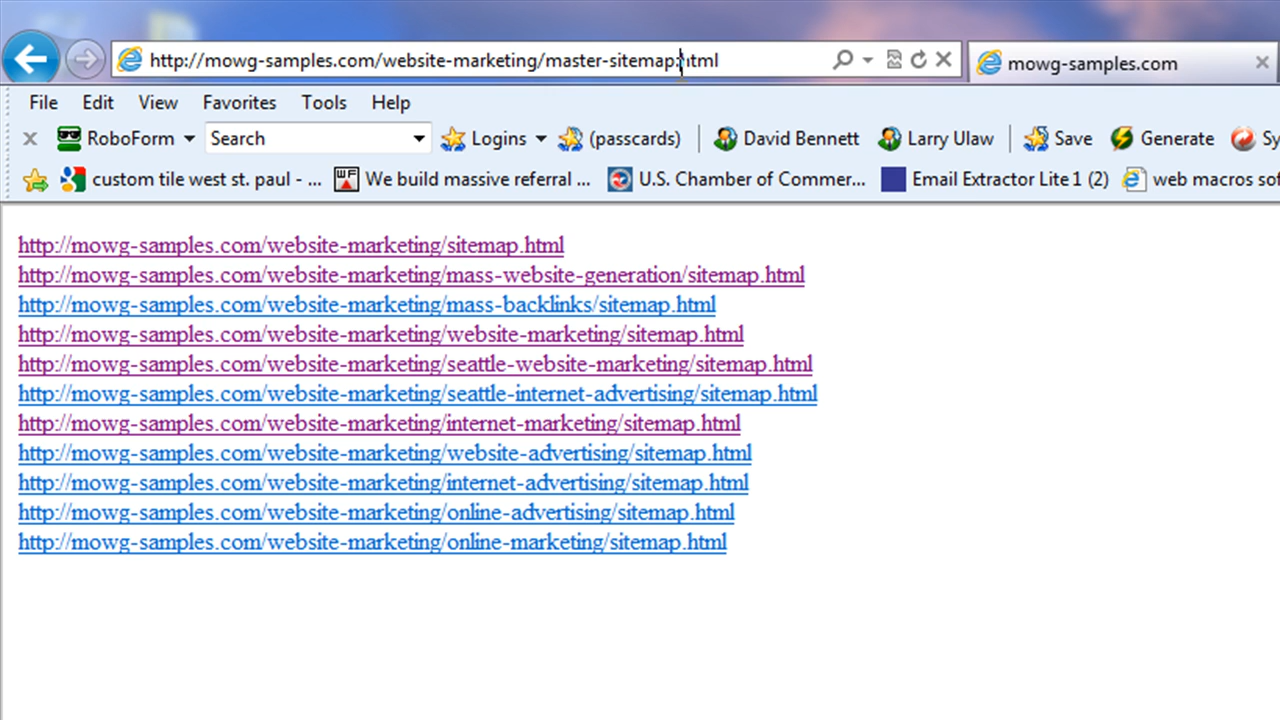 http://mowg-samples.com/website-marketing/master-sitemap.html mowg-samples.com
File Edit View Favorites Tools Help
RoboForm Search Logins (passcards) David Bennett Larry Ulaw Save Generate Sy
custom tile west st. paul - ... We build massive referral ... U.S. Chamber of Commer... Email Extractor Lite 1 (2) web macros sof
http://mowg-samples.com/website-marketing/sitemap.html
http://mowg-samples.com/website-marketing/mass-website-generation/sitemap.html
http://mowg-samples.com/website-marketing/mass-backlinks/sitemap.html
http://mowg-samples.com/website-marketing/website-marketing/sitemap.html
http://mowg-samples.com/website-marketing/seattle-website-marketing/sitemap.html
http://mowg-samples.com/website-marketing/seattle-internet-advertising/sitemap.html
http://mowg-samples.com/website-marketing/internet-marketing/sitemap.html
http://mowg-samples.com/website-marketing/website-advertising/sitemap.html
http://mowg-samples.com/website-marketing/internet-advertising/sitemap.html
http://mowg-samples.com/website-marketing/online-advertising/sitemap.html
http://mowg-samples.com/website-marketing/online-marketing/sitemap.html